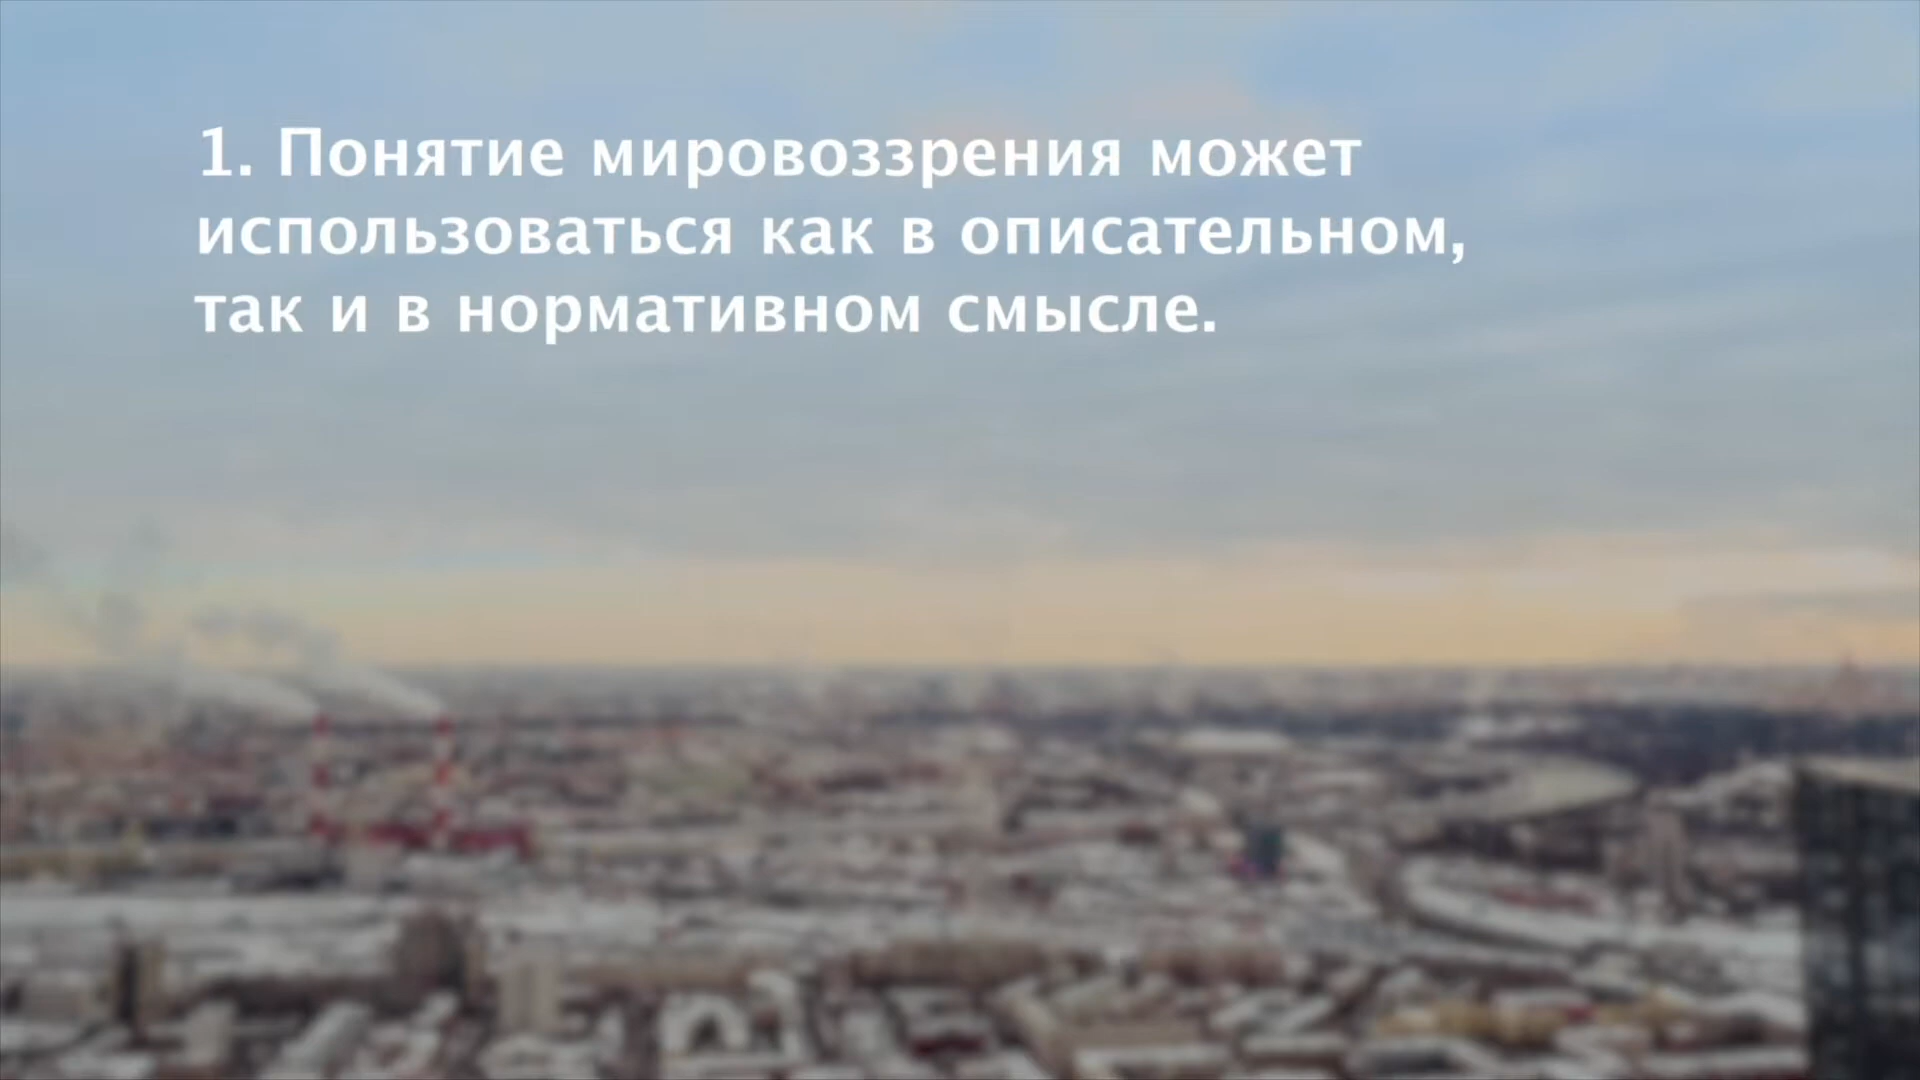 1. Понятие мировоззрения может
использоваться как в описательном,
так и в нормативном смысле.